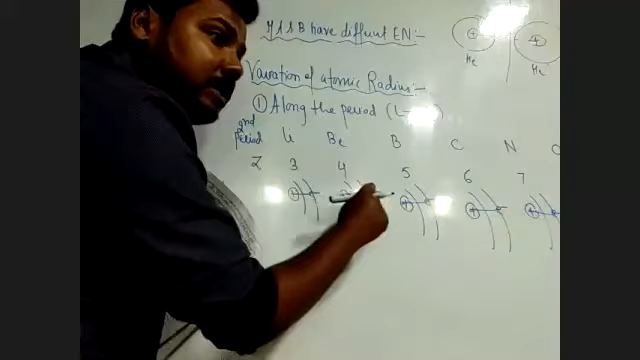 If A & B have different EN:-
He
He
Variation of atomic Radius:-
① Along the period (L
2nd period Li Be B C N O
Z 3 4 5 6 7
+ + + + +